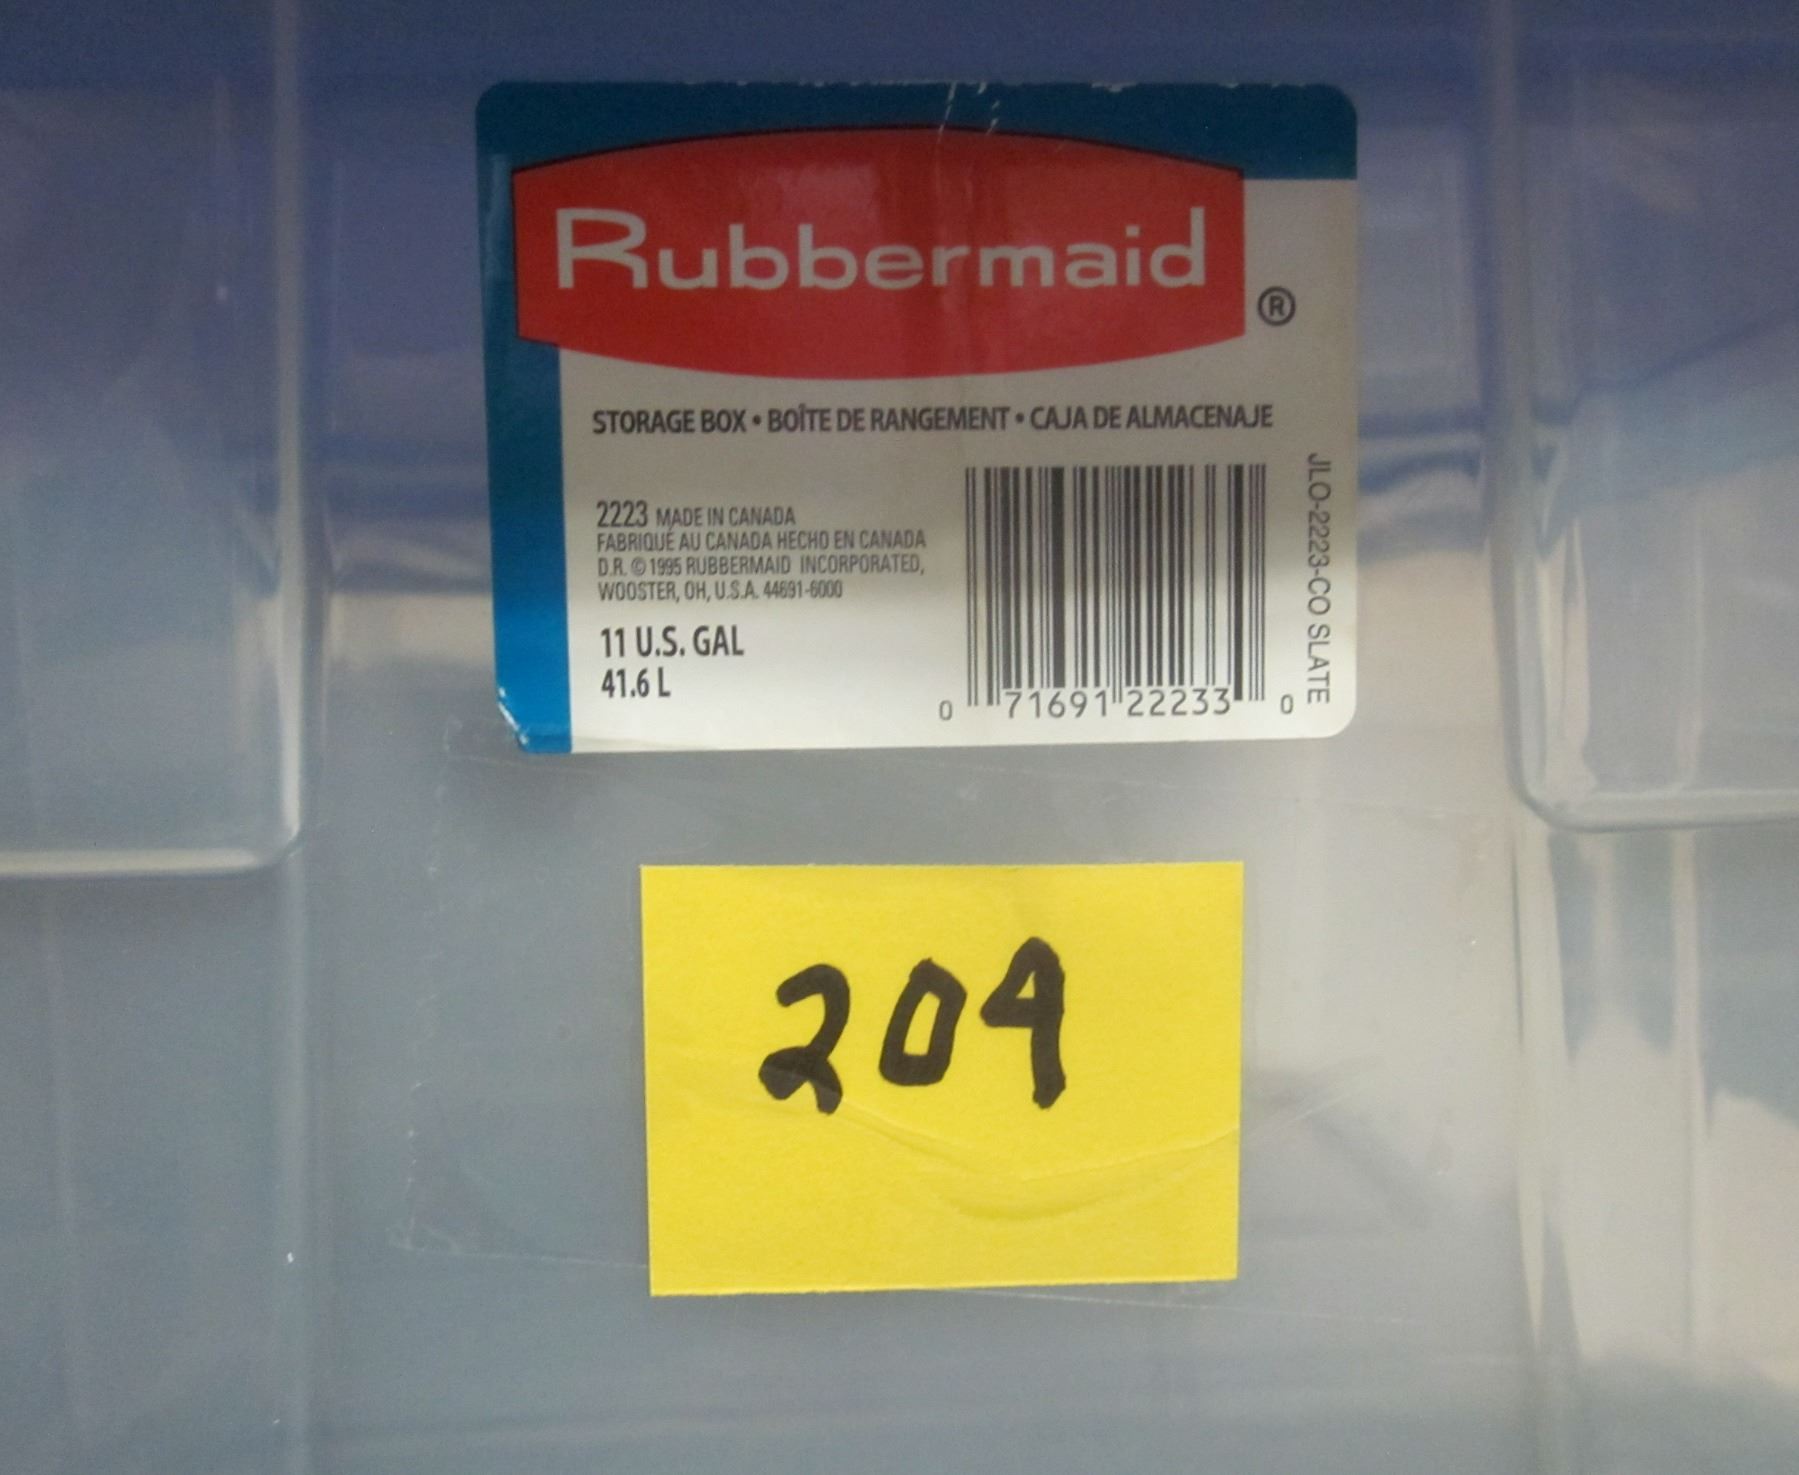 Rubbermaid
®
STORAGE BOX • BOÎTE DE RANGEMENT • CAJA DE ALMACENAJE
2223 MADE IN CANADA
FABRIQUÉ AU CANADA HECHO EN CANADA
D.R. © 1995 RUBBERMAID INCORPORATED,
WOOSTER, OH, U.S.A. 44691-6000
11 U.S. GAL
41.6 L
0 71691 22233 0
JLO-2223-CO SLATE
209